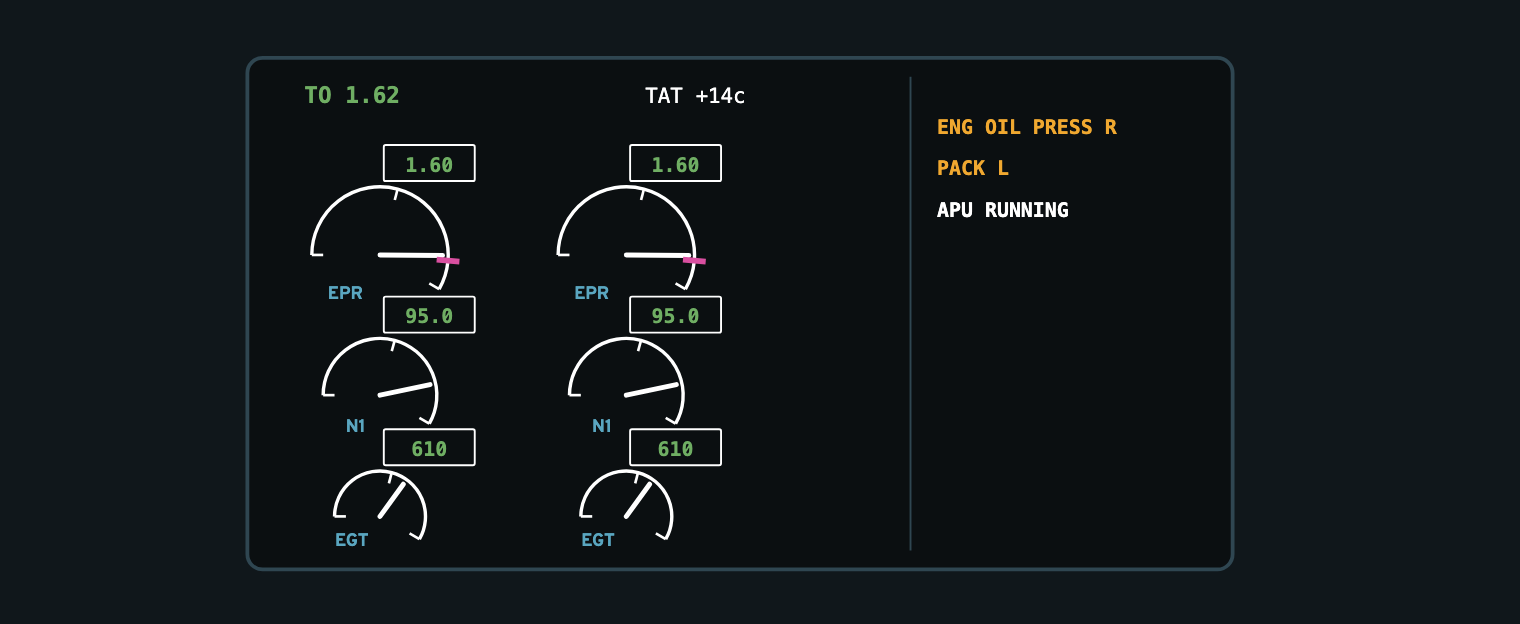 TO 1.62
TAT +14c
1.60
1.60
EPR
EPR
95.0
95.0
N1
N1
610
610
EGT
EGT
ENG OIL PRESS R
PACK L
APU RUNNING